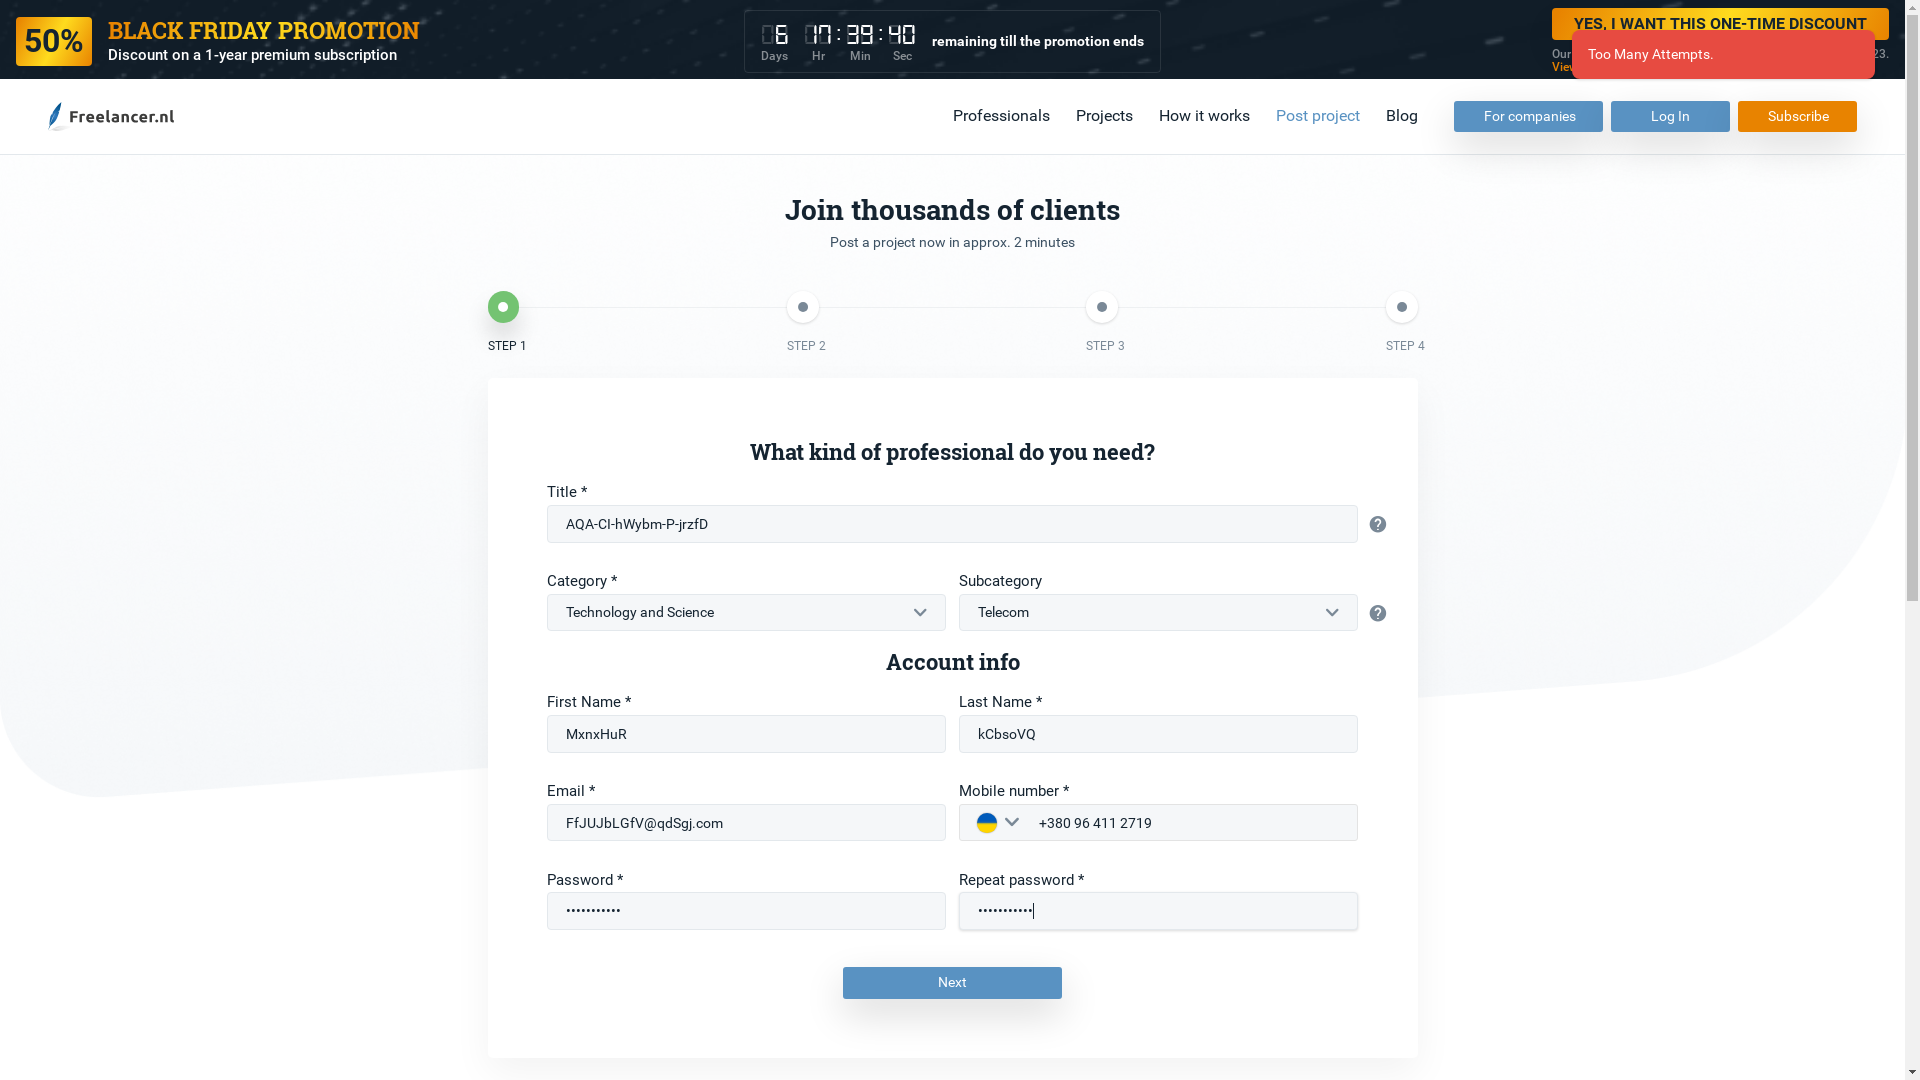 50%
BLACK FRIDAY PROMOTION
Discount on a 1-year premium subscription
6 17 : 39 : 40
Days Hr Min Sec
remaining till the promotion ends
YES, I WANT THIS ONE-TIME DISCOUNT
Our
23.
View
Too Many Attempts.
Freelancer.nl
Professionals
Projects
How it works
Post project
Blog
For companies
Log In
Subscribe
Join thousands of clients
Post a project now in approx. 2 minutes
STEP 1
STEP 2
STEP 3
STEP 4
What kind of professional do you need?
Title *
AQA-CI-hWybm-P-jrzfD
Category *
Subcategory
Technology and Science
Telecom
Account info
First Name *
Last Name *
MxnxHuR
kCbsoVQ
Email *
Mobile number *
FfJUJbLGfV@qdSgj.com
+380 96 411 2719
Password *
Repeat password *
•••••••••••
•••••••••••
Next